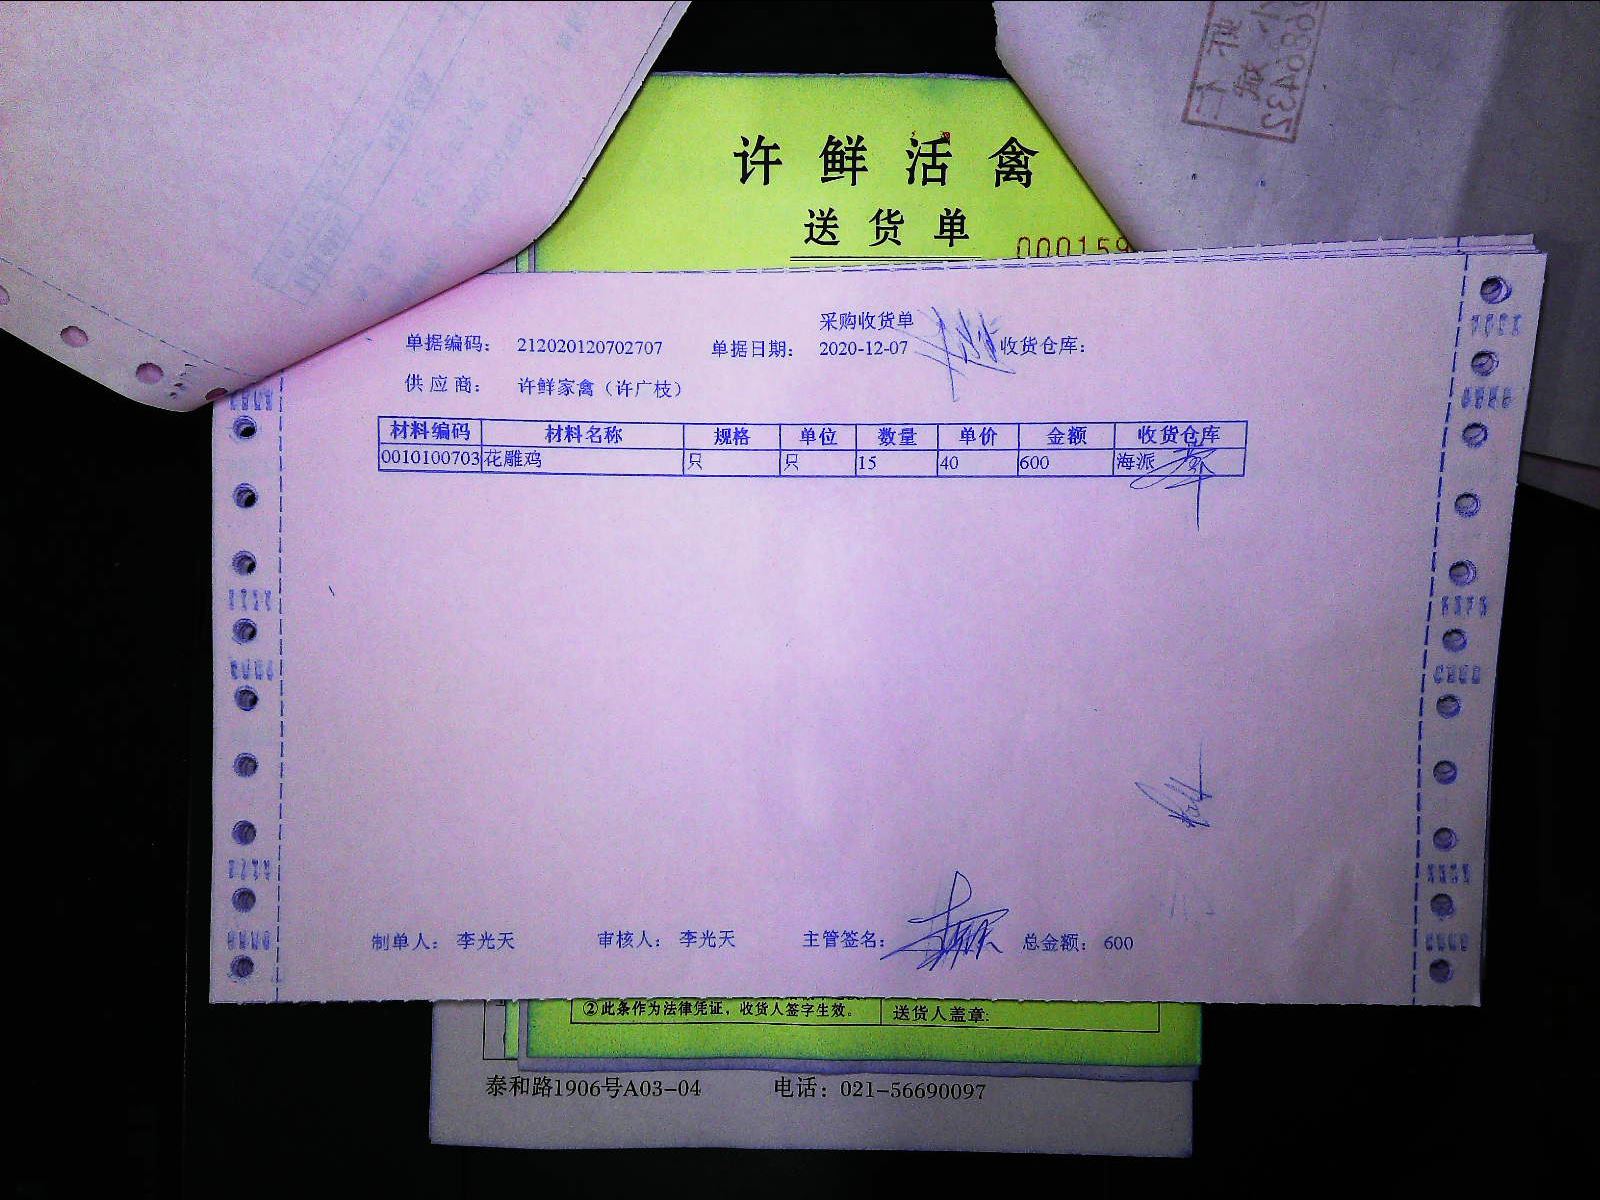 许鲜活禽
送货单
000159
采购收货单
单据编码: 212020120702707 单据日期: 2020-12-07 收货仓库:
供应商: 许鲜家禽（许广枝）
材料编码 材料名称 规格 单位 数量 单价 金额 收货仓库
0010100703 花雕鸡 只 只 15 40 600 海派
制单人: 李光天 审核人: 李光天 主管签名: 总金额: 600
②此条作为法律凭证，收货人签字生效。 送货人盖章:
泰和路1906号A03-04 电话：021-56690097